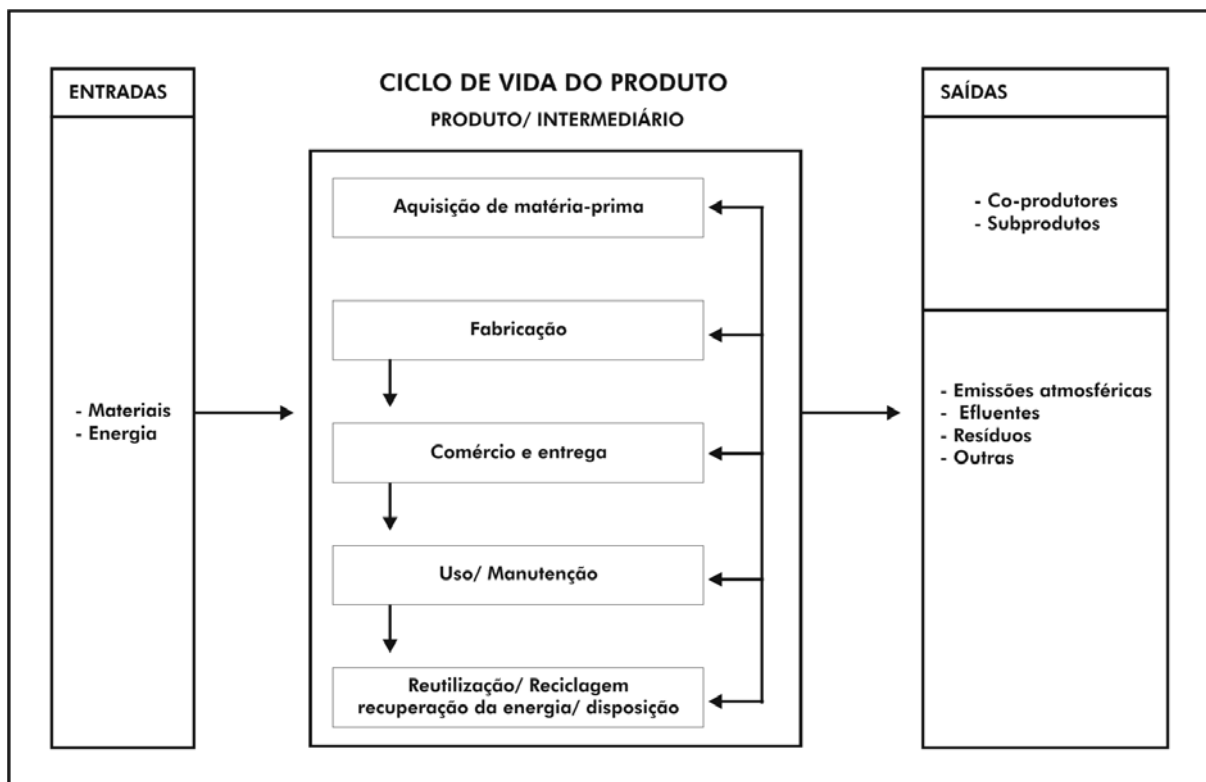 CICLO DE VIDA DO PRODUTO
PRODUTO/ INTERMEDIÁRIO
ENTRADAS
- Materiais
- Energia
Aquisição de matéria-prima
Fabricação
Comércio e entrega
Uso/ Manutenção
Reutilização/ Reciclagem
recuperação da energia/ disposição
SAÍDAS
- Co-produtores
- Subprodutos
- Emissões atmosféricas
- Efluentes
- Resíduos
- Outras